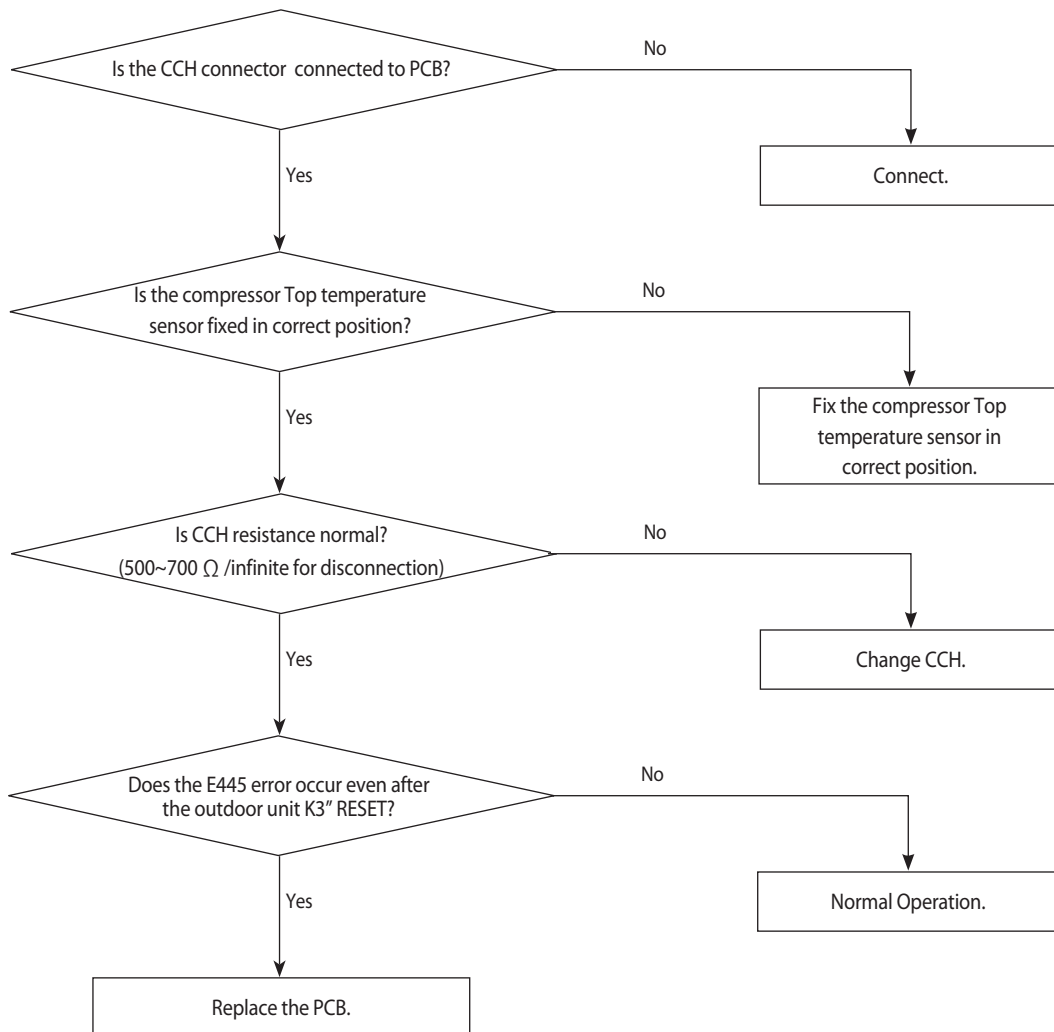 Is the CCH connector connected to PCB?
No
Connect.
Yes
Is the compressor Top temperature
sensor fixed in correct position?
No
Fix the compressor Top
temperature sensor in
correct position.
Yes
Is CCH resistance normal?
(500~700 Ω /infinite for disconnection)
No
Change CCH.
Yes
Does the E445 error occur even after
the outdoor unit K3” RESET?
No
Normal Operation.
Yes
Replace the PCB.